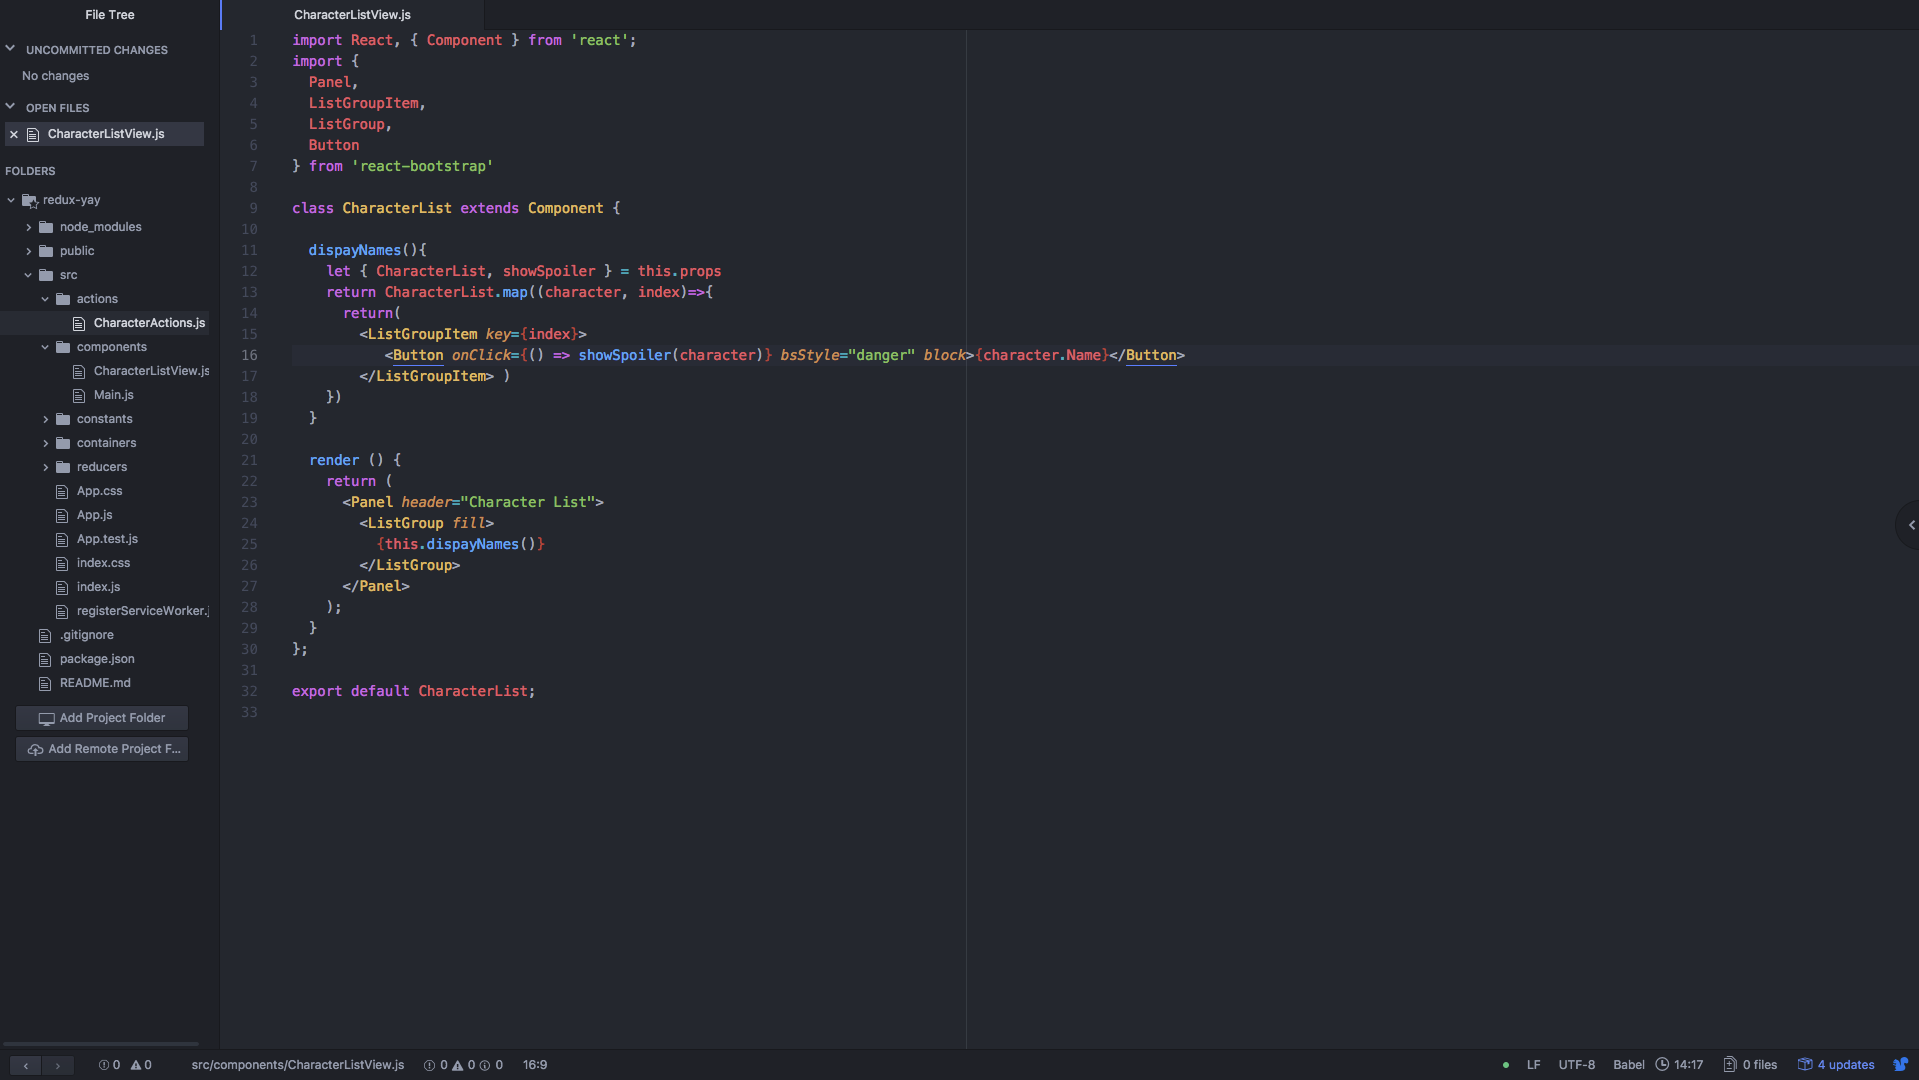 File Tree
UNCOMMITTED CHANGES
No changes
OPEN FILES
CharacterListView.js
FOLDERS
redux-yay
node_modules
public
src
actions
CharacterActions.js
components
CharacterListView.js
Main.js
constants
containers
reducers
App.css
App.js
App.test.js
index.css
index.js
registerServiceWorker.j
.gitignore
package.json
README.md
Add Project Folder
Add Remote Project F...
CharacterListView.js
1 import React, { Component } from 'react';
2 import {
3   Panel,
4   ListGroupItem,
5   ListGroup,
6   Button
7 } from 'react-bootstrap'
8
9 class CharacterList extends Component {
10
11   dispayNames(){
12     let { CharacterList, showSpoiler } = this.props
13     return CharacterList.map((character, index)=>{
14       return(
15         <ListGroupItem key={index}>
16            <Button onClick={() => showSpoiler(character)} bsStyle="danger" block>{character.Name}</Button>
17         </ListGroupItem> )
18     })
19   }
20
21   render () {
22     return (
23       <Panel header="Character List">
24         <ListGroup fill>
25           {this.dispayNames()}
26         </ListGroup>
27       </Panel>
28     );
29   }
30 };
31
32 export default CharacterList;
33
0 0 src/components/CharacterListView.js 0 0 0 16:9 LF UTF-8 Babel 14:17 0 files 4 updates